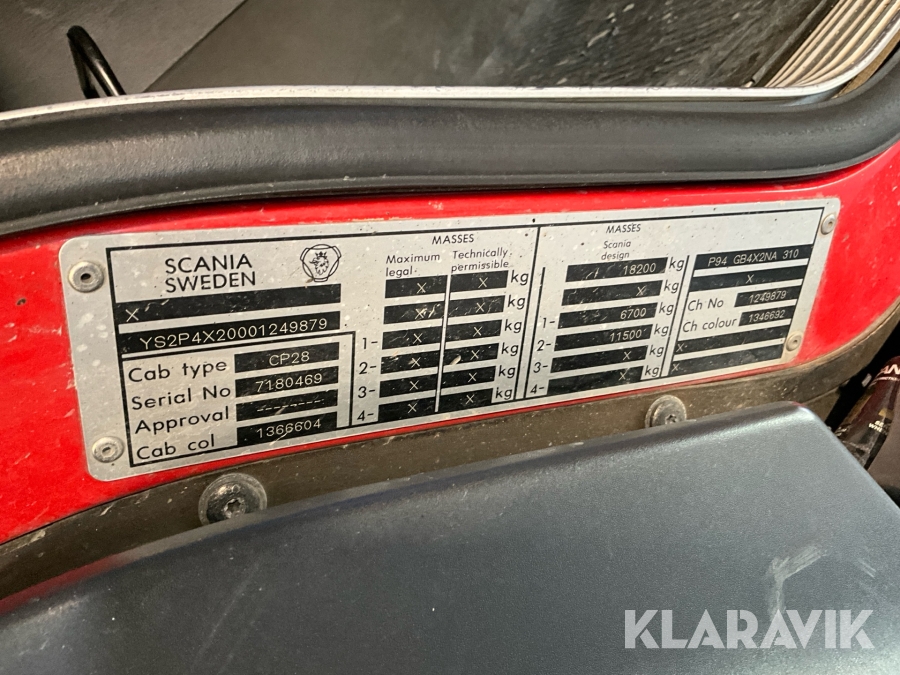 SCANIA
SWEDEN
X
YS2P4X20001249879
Cab type CP28
Serial No 7180469
Approval --------
Cab col 1366604
MASSES
Maximum legal. Technically permissible
X X kg
X X kg
1- X X kg
2- X X kg
3- X X kg
4- X X kg
MASSES
Scania design
18200 kg
X kg
1- 6700 kg
2- 11500 kg
3- X kg
4- X kg
P94 GB4X2NA 310
X
Ch No 1249879
Ch colour 1346692
X
X
KLARAVIK